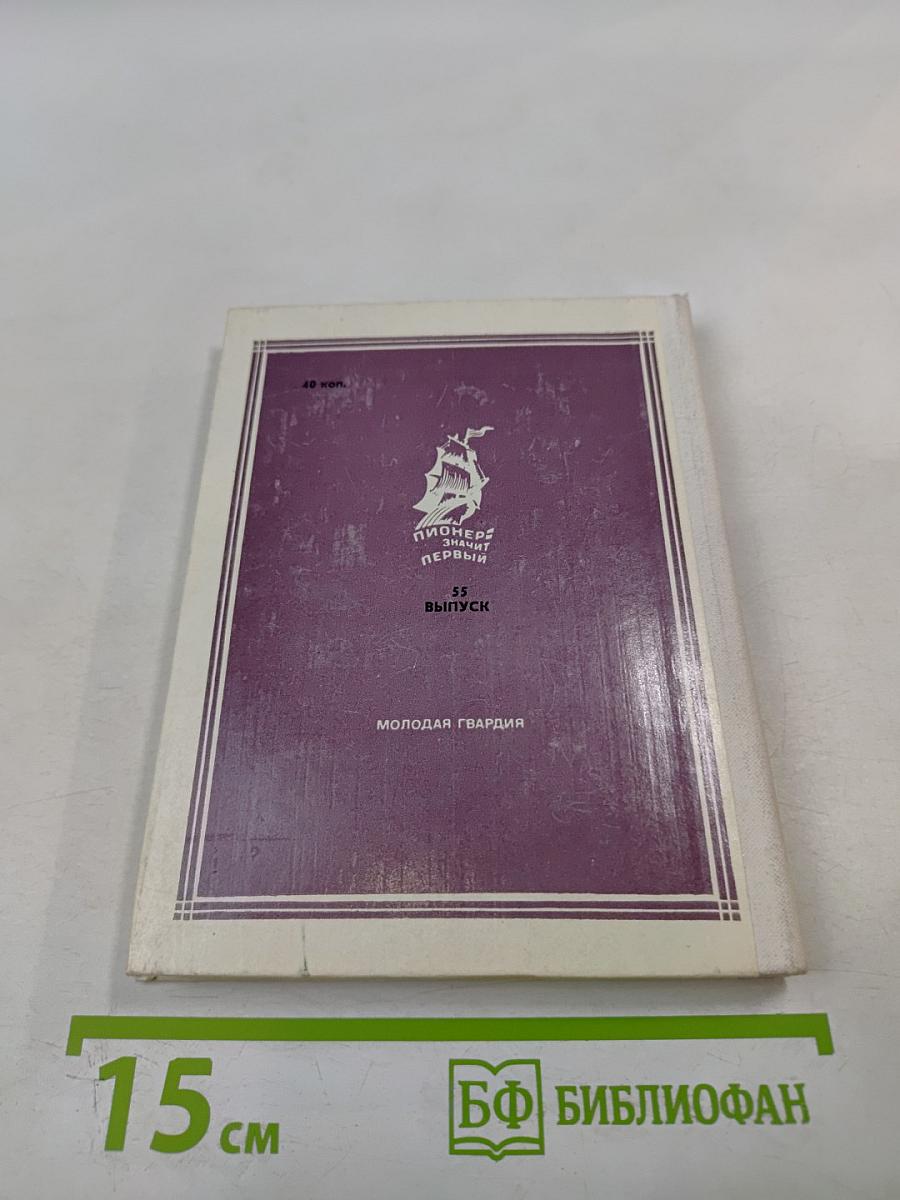 40 коп.
ПИОНЕР-
ЗНАЧИТ
ПЕРВЫЙ
55
ВЫПУСК
МОЛОДАЯ ГВАРДИЯ
15 см
БФ БИБЛИОФАН